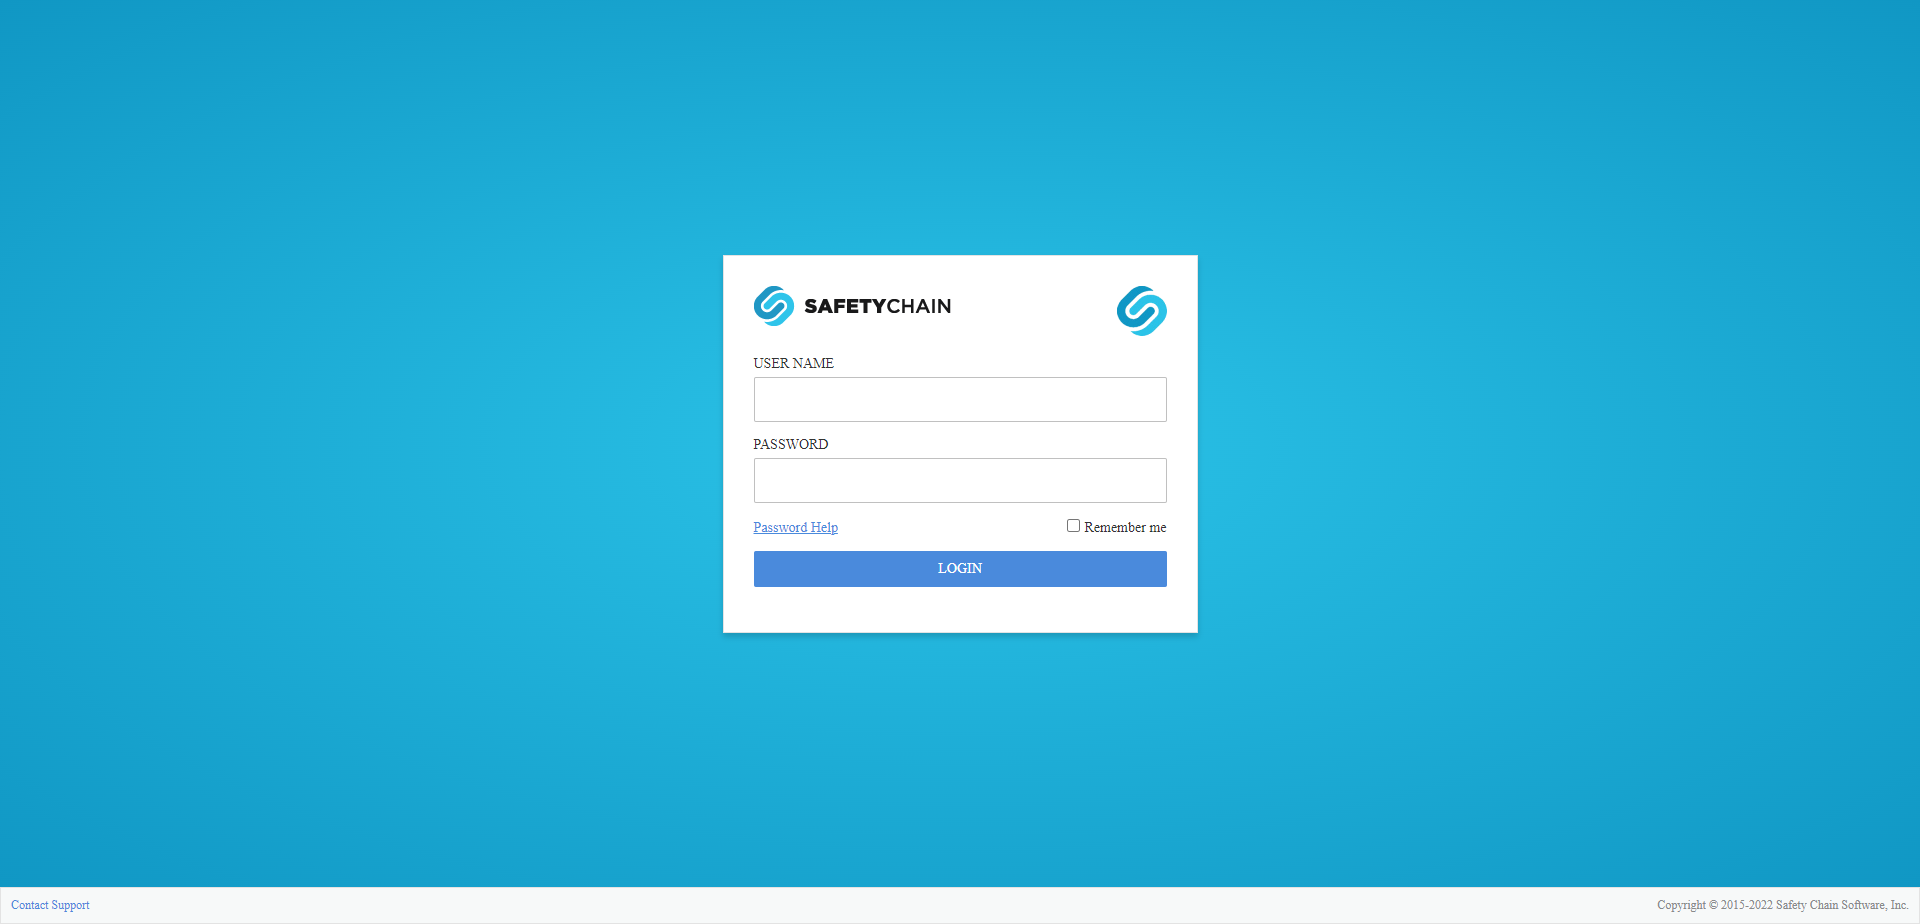 SAFETYCHAIN
USER NAME
PASSWORD
Password Help
Remember me
LOGIN
Contact Support
Copyright © 2015-2022 Safety Chain Software, Inc.